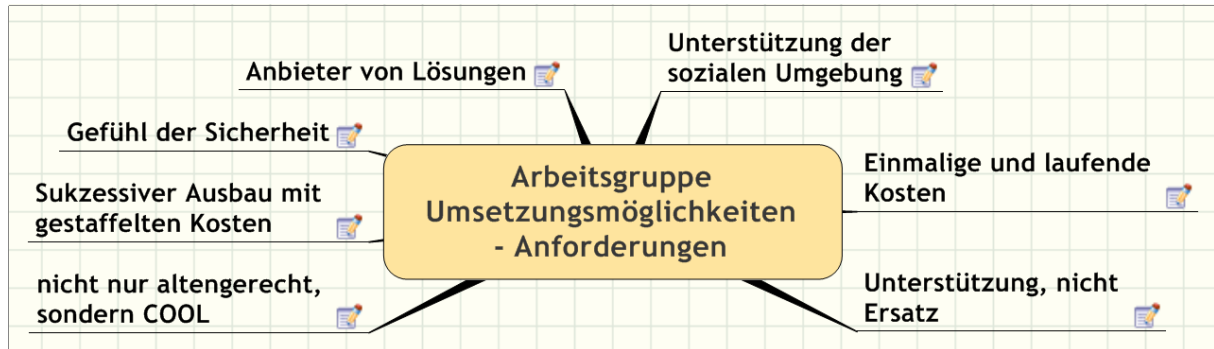 Anbieter von Lösungen
Unterstützung der
sozialen Umgebung
Gefühl der Sicherheit
Einmalige und laufende
Kosten
Sukzessiver Ausbau mit
gestaffelten Kosten
Arbeitsgruppe
Umsetzungsmöglichkeiten
- Anforderungen
nicht nur altengerecht,
sondern COOL
Unterstützung, nicht
Ersatz